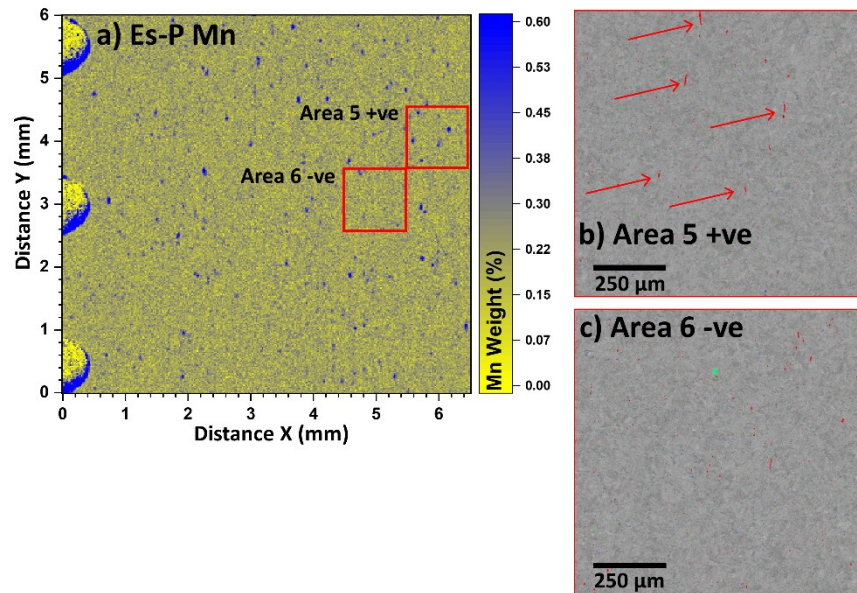 a) Es-P Mn
Area 5 +ve
Area 6 -ve
6
5
4
3
2
1
0
Distance Y (mm)
0 1 2 3 4 5 6
Distance X (mm)
0.60
0.53
0.45
0.38
0.30
0.22
0.15
0.07
0.00
Mn Weight (%)
b) Area 5 +ve
250 µm
c) Area 6 -ve
250 µm